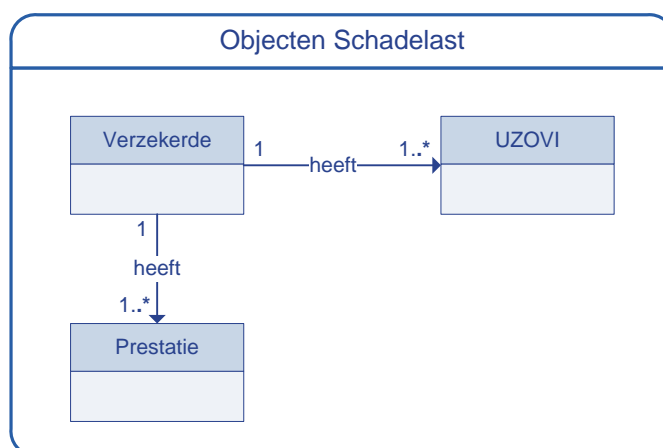 Objecten Schadelast
Verzekerde
UZOVI
1
heeft
1..*
1
heeft
1..*
Prestatie